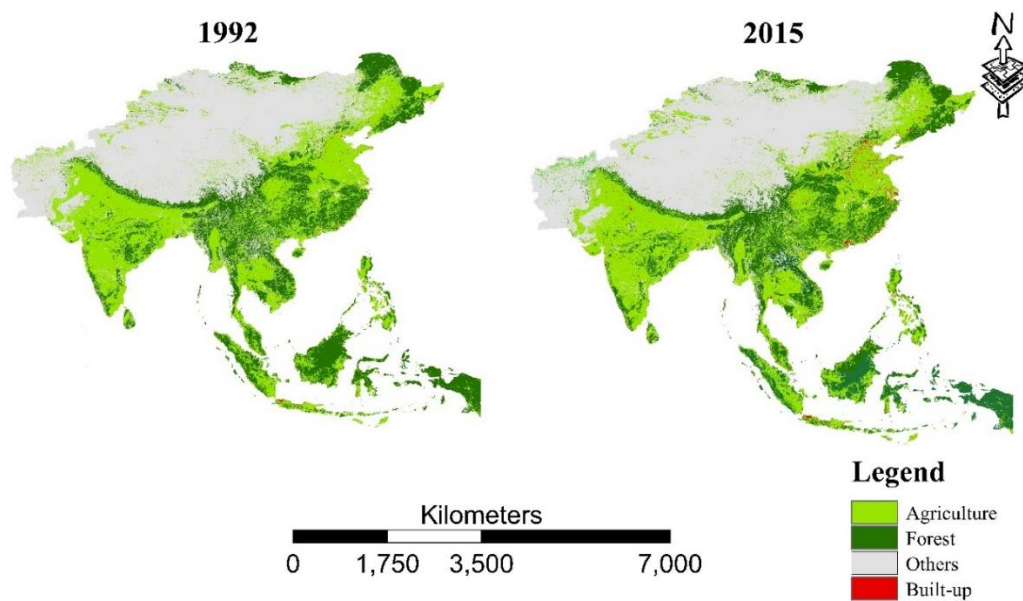 1992
2015
N
Legend
Agriculture
Forest
Others
Built-up
Kilometers
0 1,750 3,500 7,000